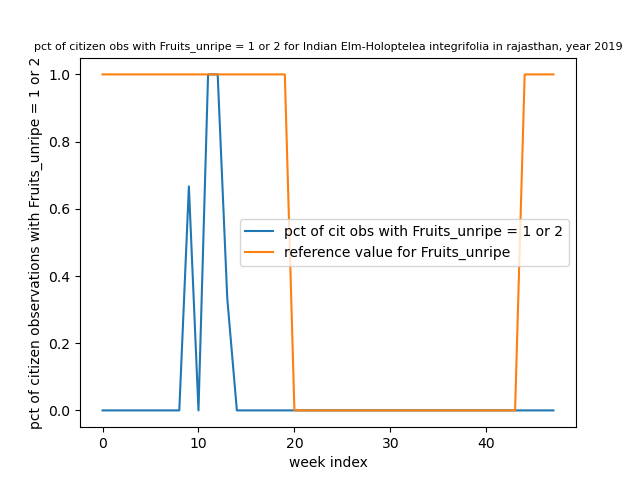 pct of citizen obs with Fruits_unripe = 1 or 2 for Indian Elm-Holoptelea integrifolia in rajasthan, year 2019
pct of citizen observations with Fruits_unripe = 1 or 2
1.0
0.8
0.6
0.4
0.2
0.0
pct of cit obs with Fruits_unripe = 1 or 2
reference value for Fruits_unripe
0 10 20 30 40
week index